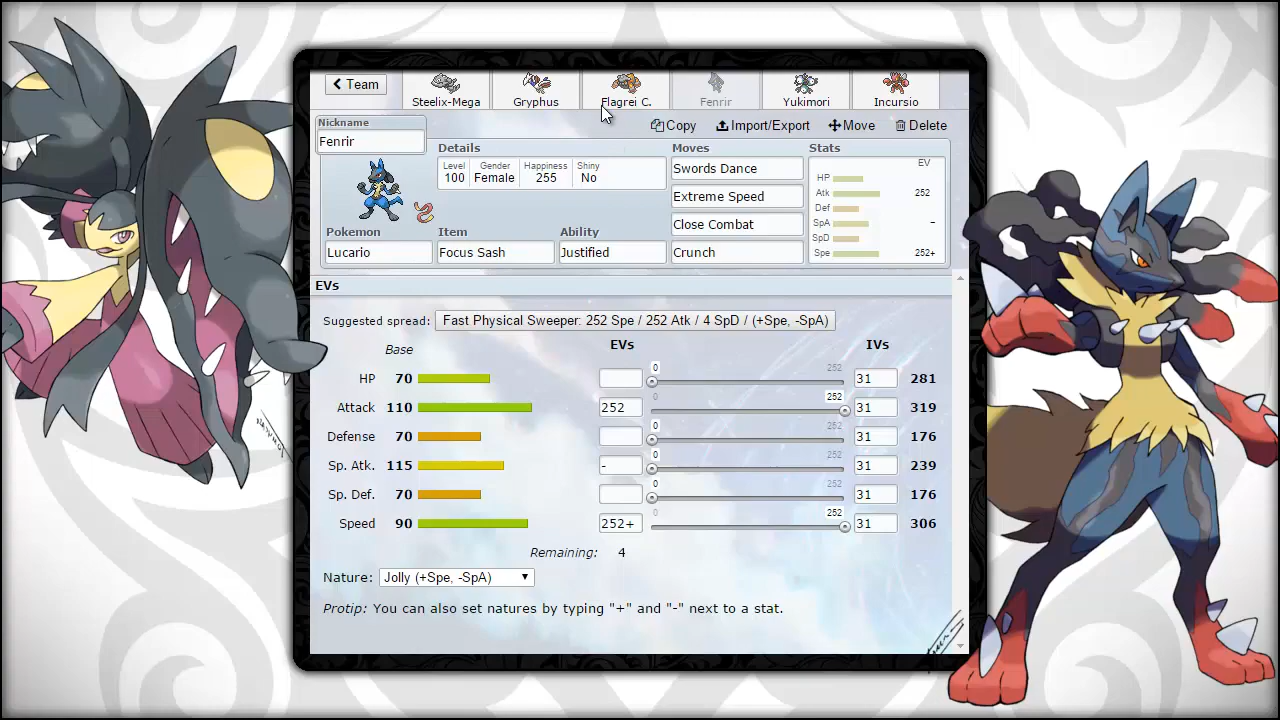 Team
Steelix-Mega
Gryphus
Flagrei C.
Fenrir
Yukimori
Incursio
Copy
Import/Export
Move
Delete
Nickname
Fenrir
Details
Level
100
Gender
Female
Happiness
255
Shiny
No
Pokemon
Lucario
Item
Focus Sash
Ability
Justified
Moves
Swords Dance
Extreme Speed
Close Combat
Crunch
Stats
EV
HP
Atk 252
Def
SpA -
SpD
Spe 252+
EVs
Suggested spread: Fast Physical Sweeper: 252 Spe / 252 Atk / 4 SpD / (+Spe, -SpA)
Base EVs IVs
HP 70 0 252 31 281
Attack 110 252 0 252 31 319
Defense 70 0 252 31 176
Sp. Atk. 115 - 0 252 31 239
Sp. Def. 70 0 252 31 176
Speed 90 252+ 0 252 31 306
Remaining: 4
Nature: Jolly (+Spe, -SpA)
Protip: You can also set natures by typing "+" and "-" next to a stat.